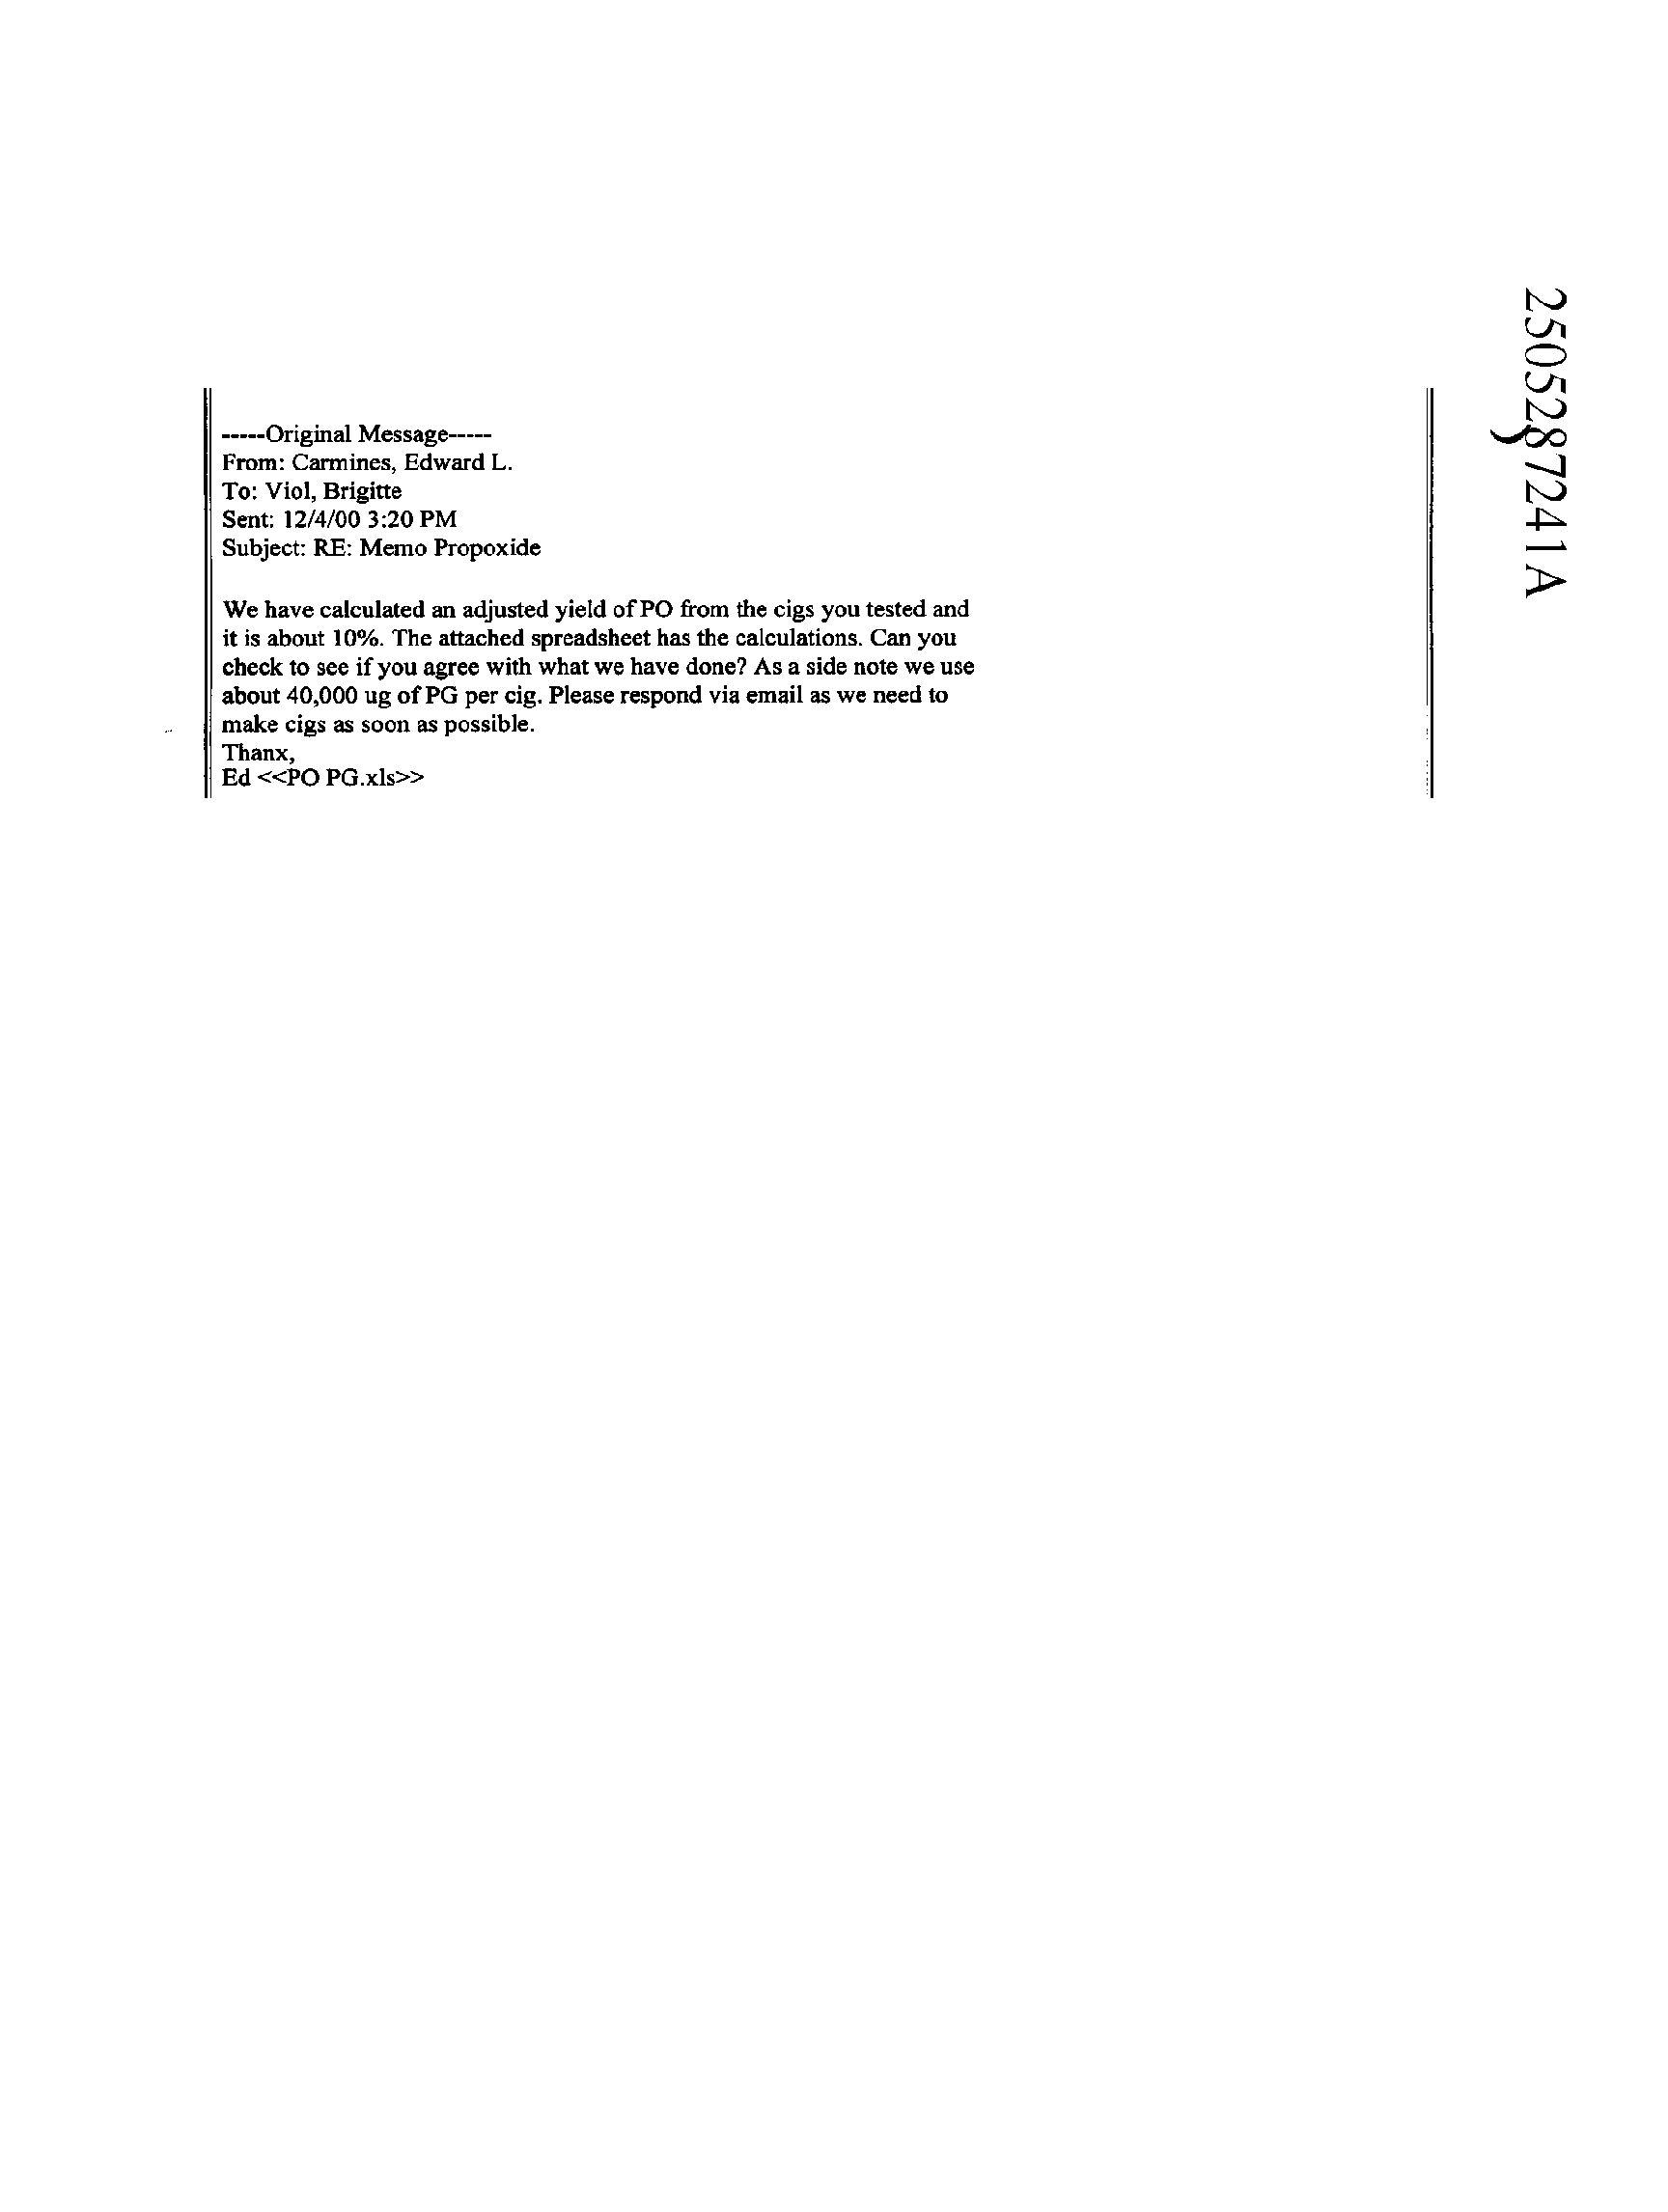 -----Original Message-----
From: Carmines, Edward L.
To: Viol, Brigitte
Sent: 12/4/00 3:20 PM
Subject: RE: Memo Propoxide
We have calculated an adjusted yield of PO from the cigs you tested and
it is about 10%. The attached spreadsheet has the calculations. Can you
check to see if you agree with what we have done? As a side note we use
about 40,000 ug of PG per cig. Please respond via email as we need to
make cigs as soon as possible.
Thanx,
Ed <<PO PG.xls>>
2505287241A